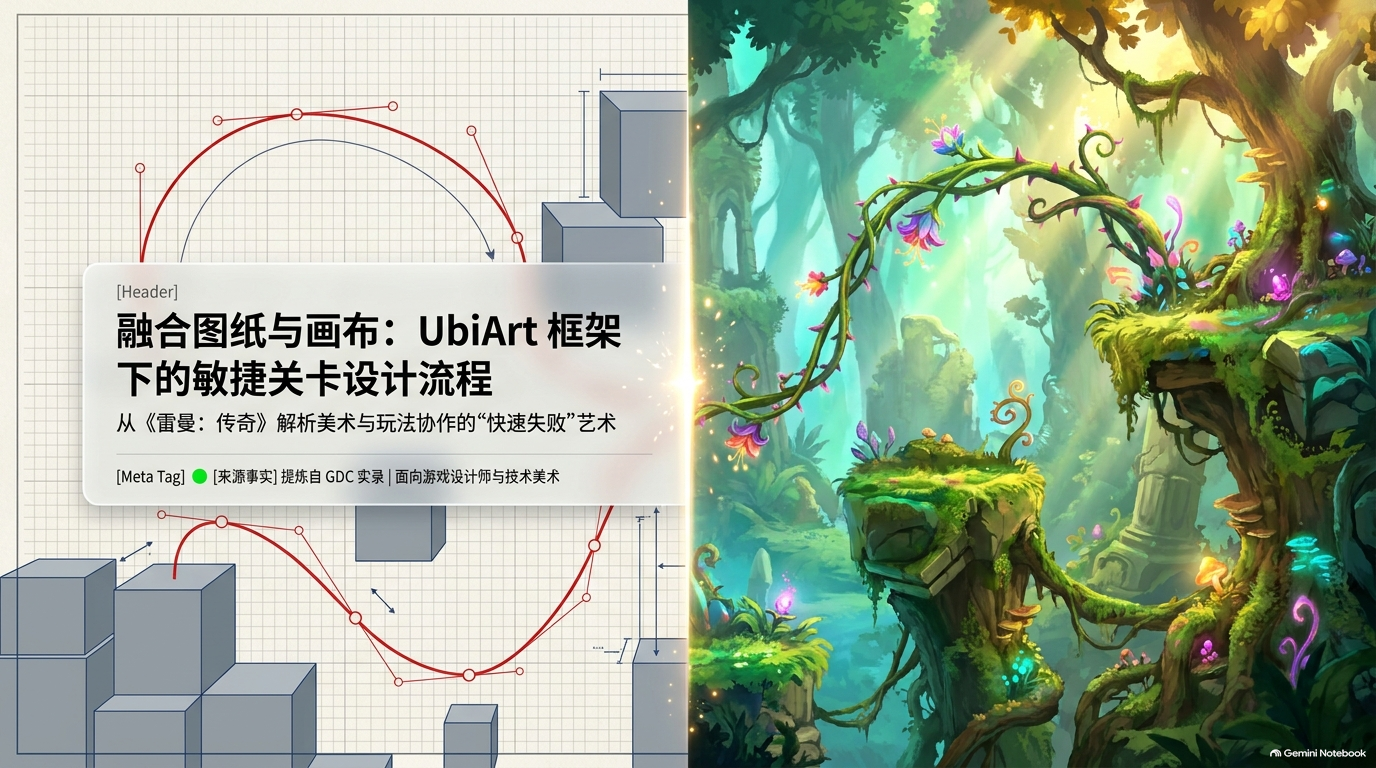 [Header]
融合图纸与画布：UbiArt 框架
下的敏捷关卡设计流程
从《雷曼：传奇》解析美术与玩法协作的“快速失败”艺术
[Meta Tag] [来源事实] 提炼自 GDC 实录 | 面向游戏设计师与技术美术
Gemini Notebook